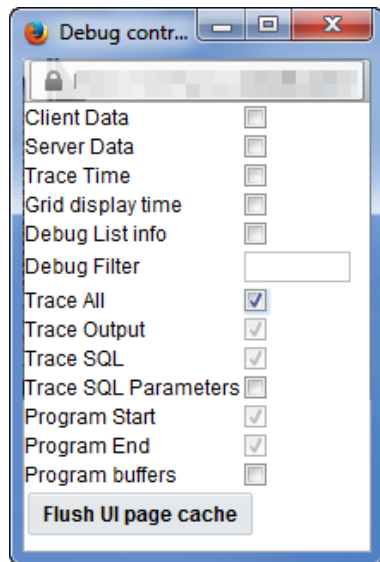 Debug contr...
Client Data
Server Data
Trace Time
Grid display time
Debug List info
Debug Filter
Trace All
Trace Output
Trace SQL
Trace SQL Parameters
Program Start
Program End
Program buffers
Flush UI page cache